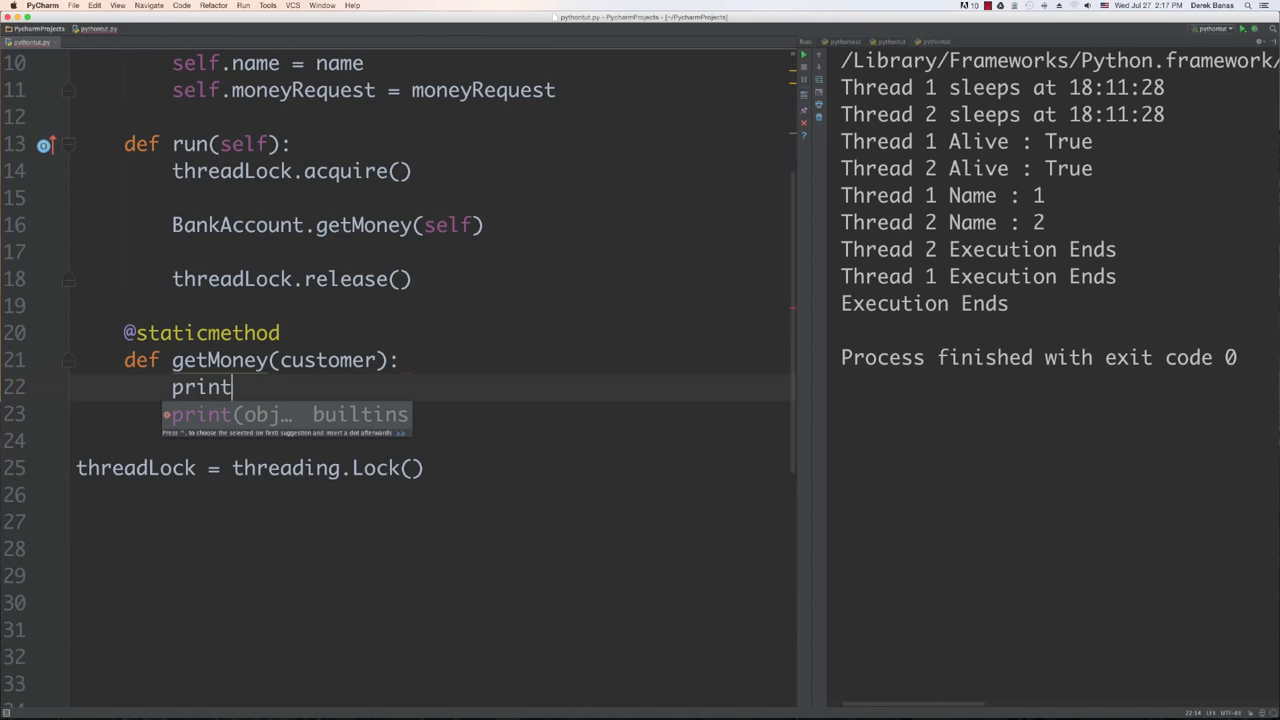 PyCharm File Edit View Navigate Code Refactor Run Tools VCS Window Help 10 Wed Jul 27 2:17 PM Derek Banas
pythontut.py - PycharmProjects - [~/PycharmProjects]
PycharmProjects pythontut.py pythontut
pythontut.py Run: pythontest pythontut pythontut
10 self.name = name
11 self.moneyRequest = moneyRequest
12
13 def run(self):
14 threadLock.acquire()
15
16 BankAccount.getMoney(self)
17
18 threadLock.release()
19
20 @staticmethod
21 def getMoney(customer):
22 print
23 print(obj… builtins
Press ^. to choose the selected (or first) suggestion and insert a dot afterwards >>
24
25 threadLock = threading.Lock()
26
27
28
29
30
31
32
33
/Library/Frameworks/Python.framework/
Thread 1 sleeps at 18:11:28
Thread 2 sleeps at 18:11:28
Thread 1 Alive : True
Thread 2 Alive : True
Thread 1 Name : 1
Thread 2 Name : 2
Thread 2 Execution Ends
Thread 1 Execution Ends
Execution Ends
Process finished with exit code 0
22:14 LF‡ UTF-8‡